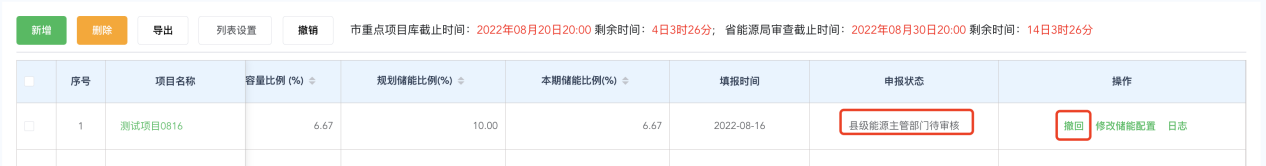 新增 删除 导出 列表设置 撤销 市重点项目库截止时间：2022年08月20日20:00 剩余时间：4日3时26分; 省能源局审查截止时间：2022年08月30日20:00 剩余时间：14日3时26分
序号 项目名称 容量比例 (%) 规划储能比例(%) 本期储能比例(%) 填报时间 申报状态 操作
1 测试项目0816 6.67 10.00 6.67 2022-08-16 县级能源主管部门待审核 撤回 修改储能配置 日志